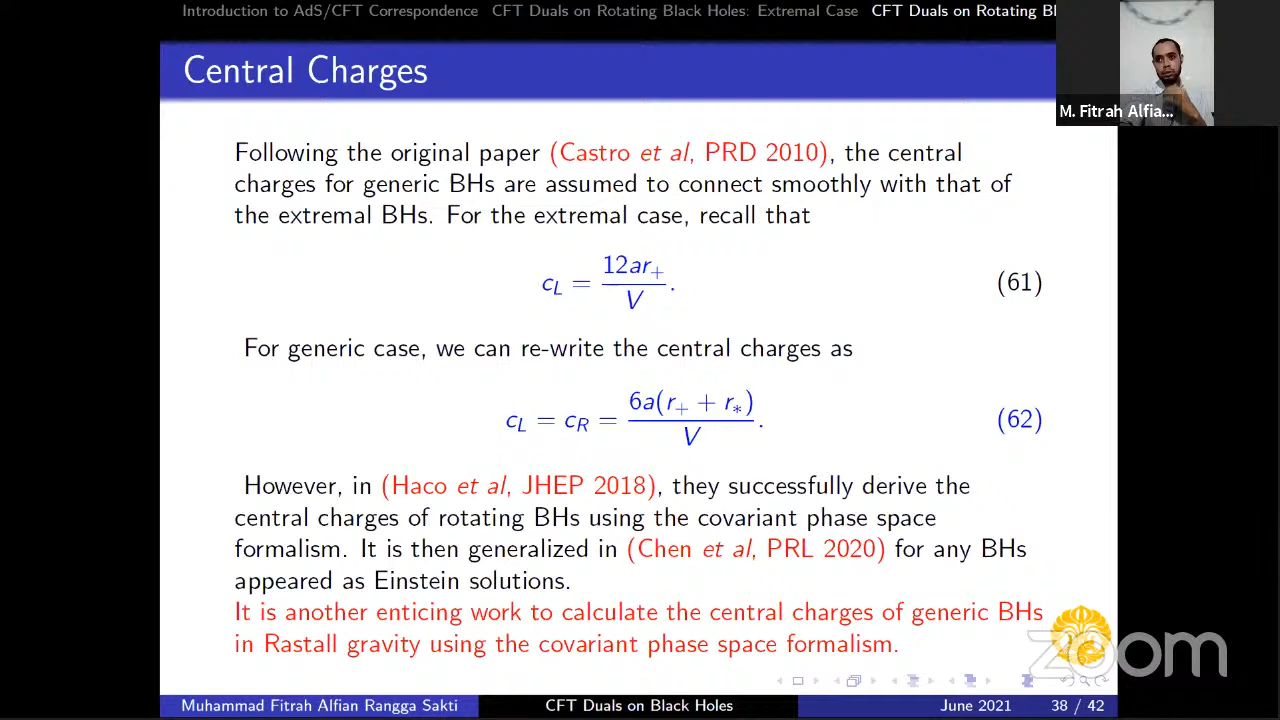 Introduction to AdS/CFT Correspondence CFT Duals on Rotating Black Holes: Extremal Case CFT Duals on Rotating Bl
Central Charges
M. Fitrah Alfia...
Following the original paper (Castro et al, PRD 2010), the central
charges for generic BHs are assumed to connect smoothly with that of
the extremal BHs. For the extremal case, recall that
c_L = 12ar_+ / V. (61)
For generic case, we can re-write the central charges as
c_L = c_R = 6a(r_+ + r_*) / V. (62)
However, in (Haco et al, JHEP 2018), they successfully derive the
central charges of rotating BHs using the covariant phase space
formalism. It is then generalized in (Chen et al, PRL 2020) for any BHs
appeared as Einstein solutions.
It is another enticing work to calculate the central charges of generic BHs
in Rastall gravity using the covariant phase space formalism.
zoom
Muhammad Fitrah Alfian Rangga Sakti CFT Duals on Black Holes June 2021 38 / 42